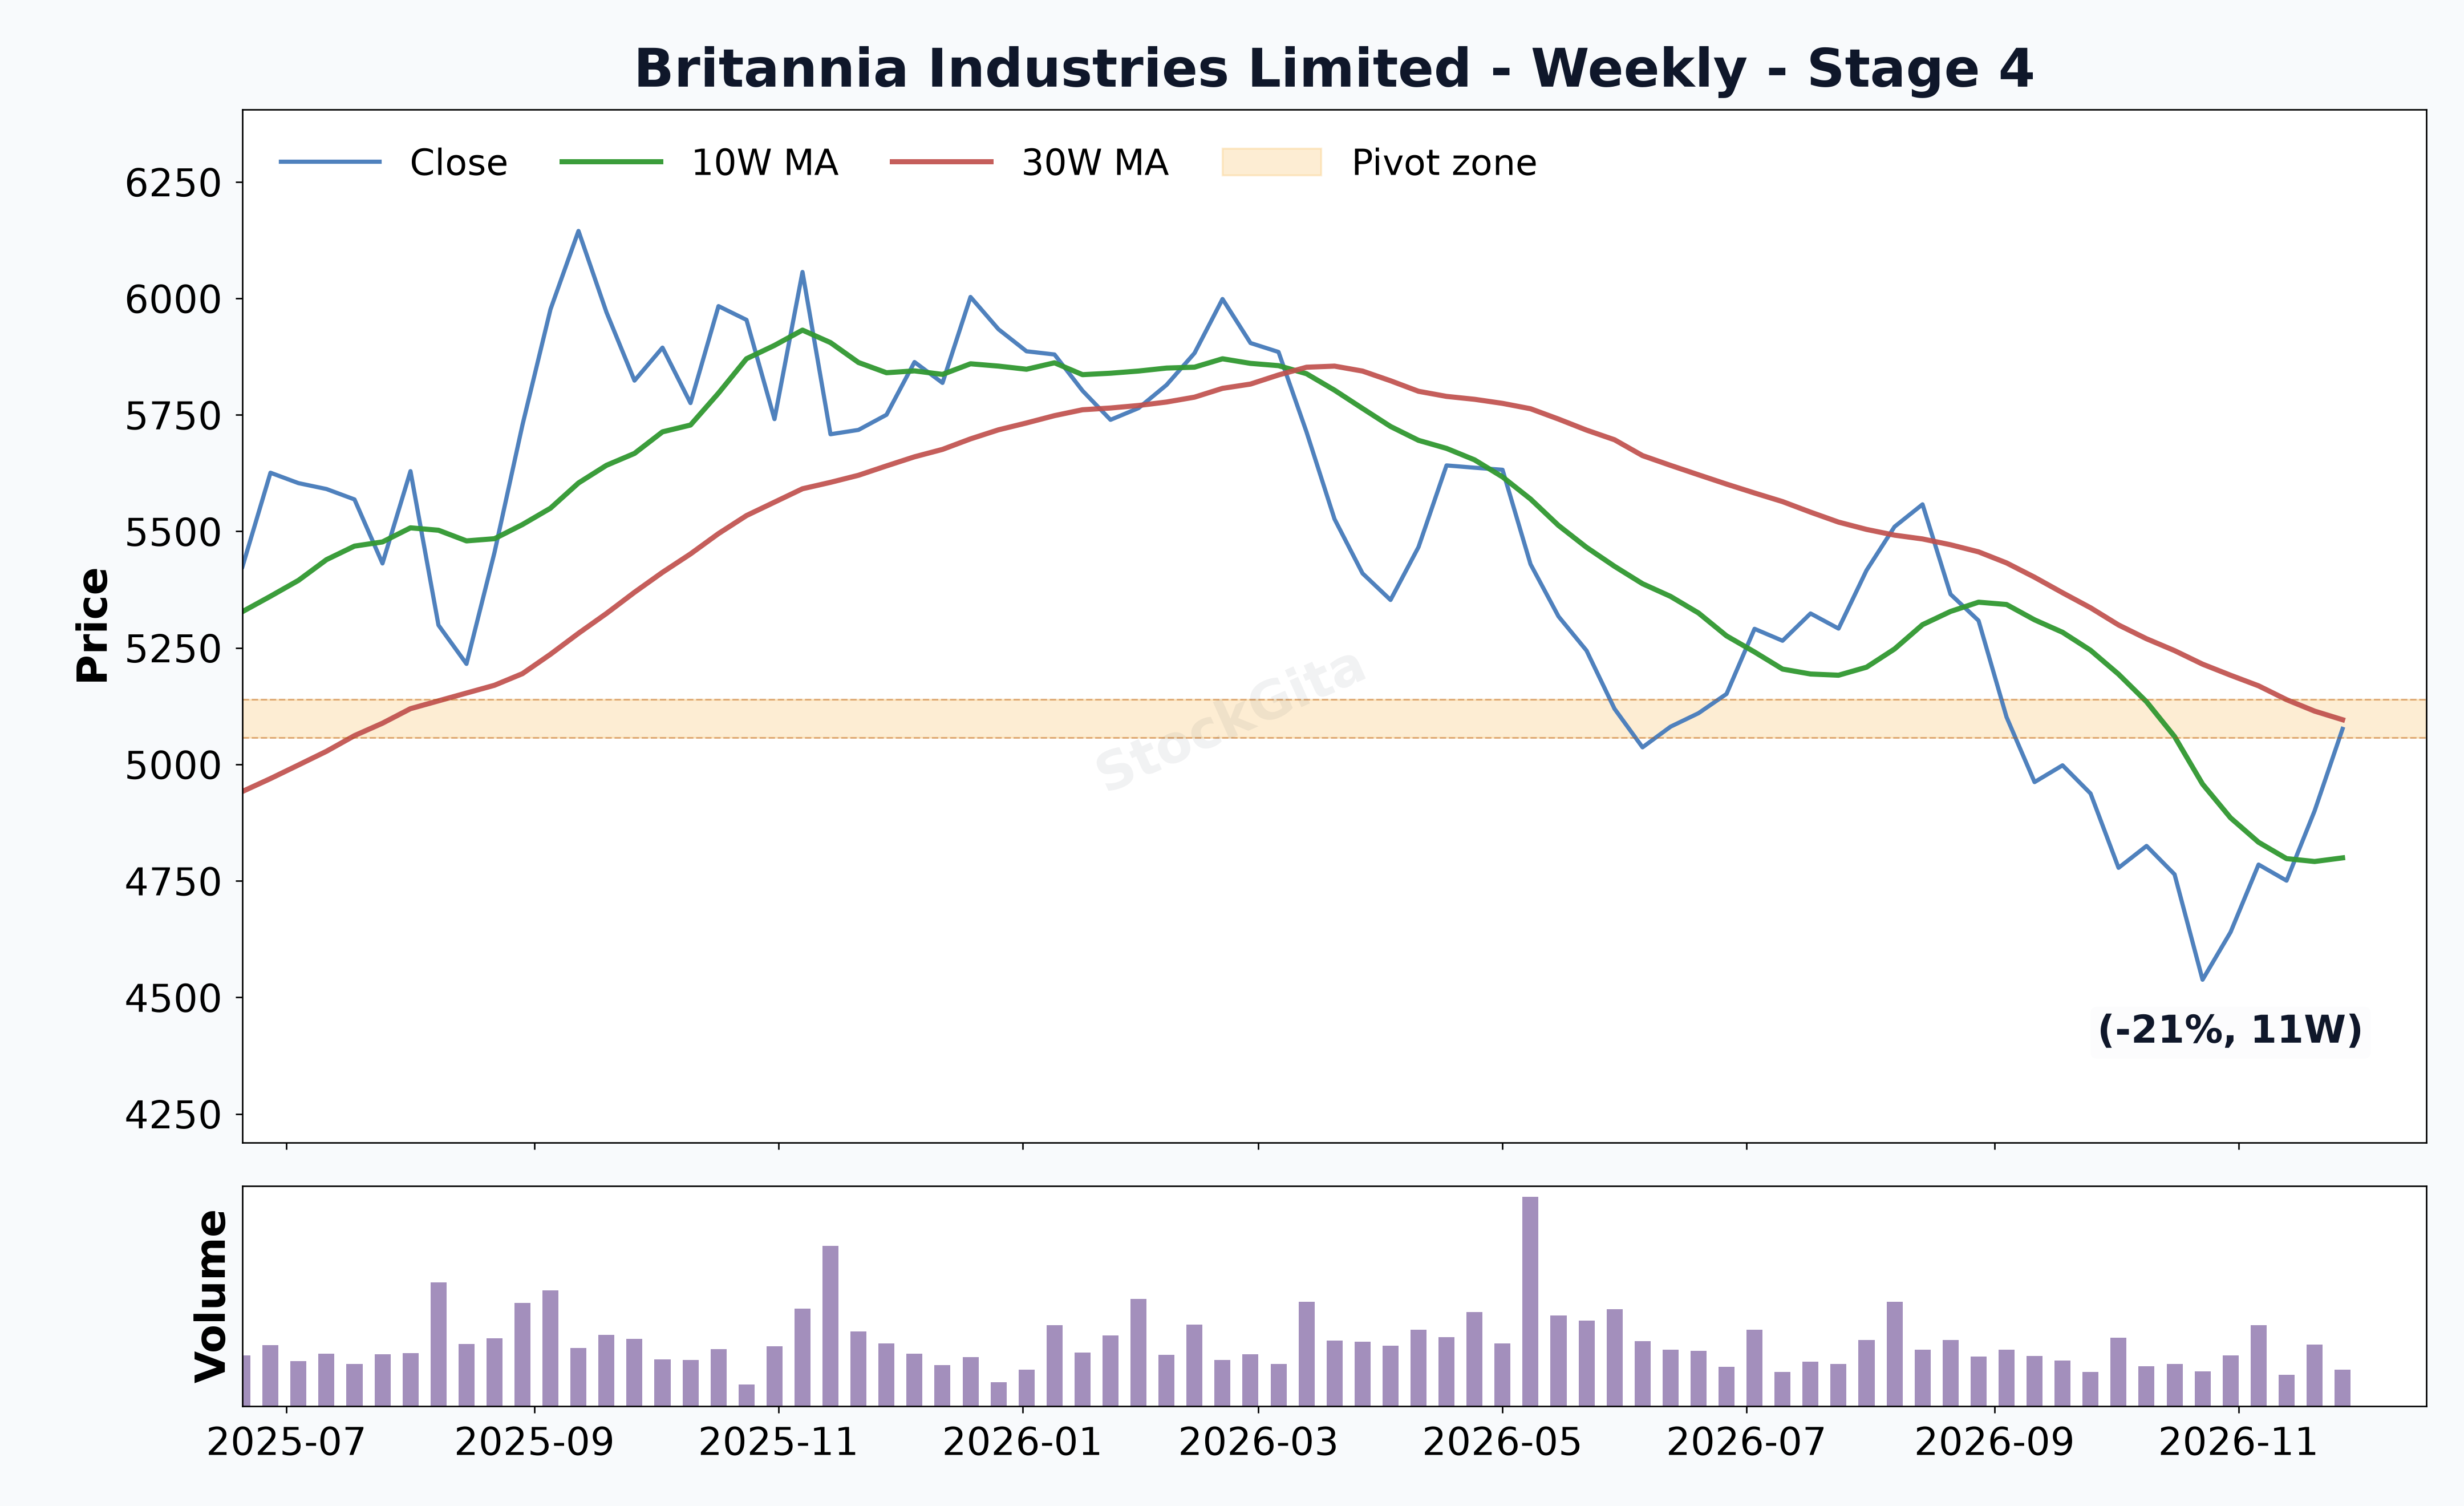 Britannia Industries Limited - Weekly - Stage 4
Close 10W MA 30W MA Pivot zone
Price
6250
6000
5750
5500
5250
5000
4750
4500
4250
StockGita
(-21%, 11W)
Volume
2025-07 2025-09 2025-11 2026-01 2026-03 2026-05 2026-07 2026-09 2026-11